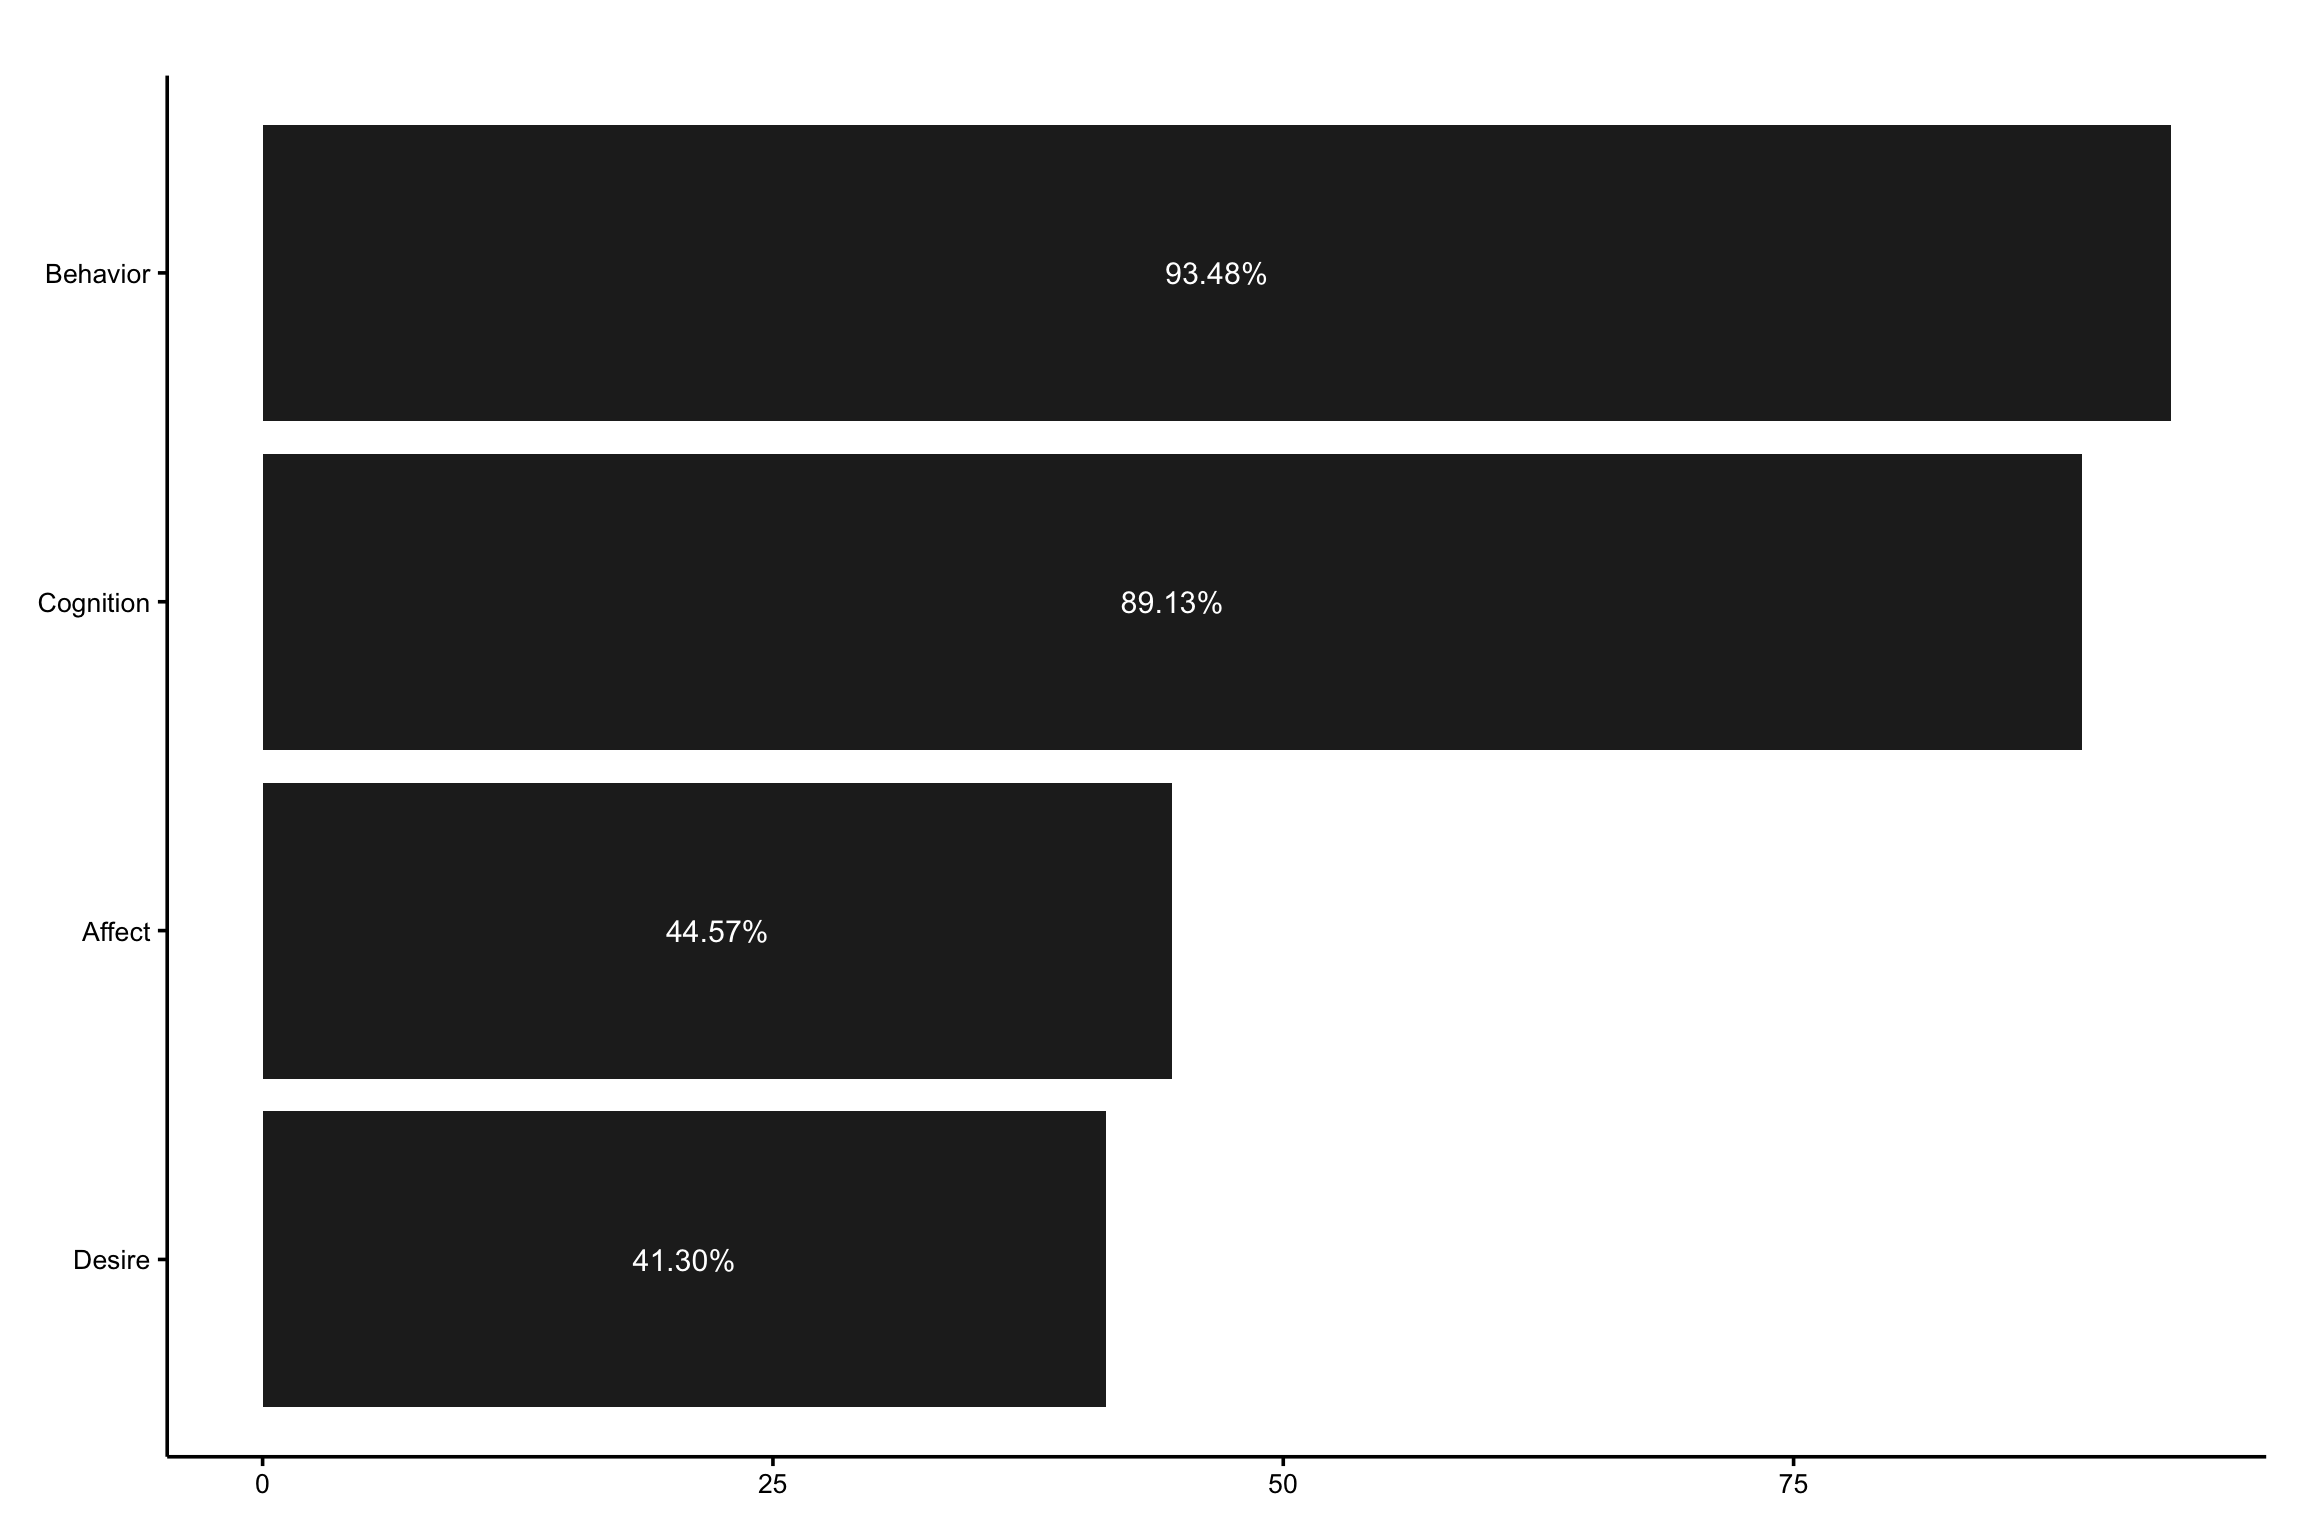 Behavior
93.48%
Cognition
89.13%
Affect
44.57%
Desire
41.30%
0 25 50 75